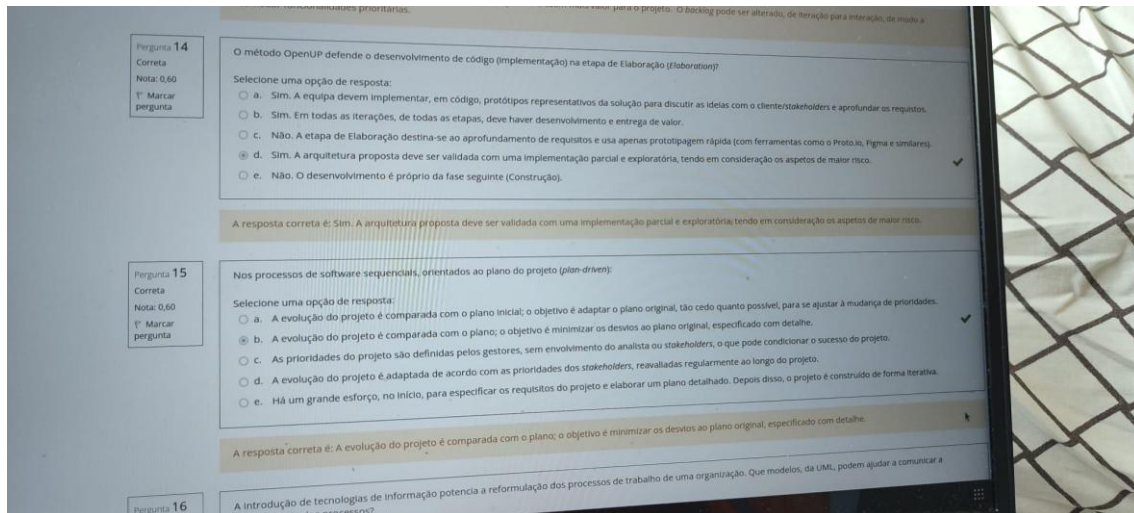 prioritárias.
valor para o projeto. O backlog pode ser alterado, de iteração para interação, de modo a
Pergunta 14
Correta
Nota: 0,60
Marcar
pergunta
O método OpenUP defende o desenvolvimento de código (implementação) na etapa de Elaboração (Elaboration)?
Selecione uma opção de resposta:
a. Sim. A equipa devem implementar, em código, protótipos representativos da solução para discutir as ideias com o cliente/stakeholders e aprofundar os requistos.
b. Sim. Em todas as iterações, de todas as etapas, deve haver desenvolvimento e entrega de valor.
c. Não. A etapa de Elaboração destina-se ao aprofundamento de requisitos e usa apenas prototipagem rápida (com ferramentas como o Proto.io, Figma e similares).
d. Sim. A arquitetura proposta deve ser validada com uma implementação parcial e exploratória, tendo em consideração os aspetos de maior risco.
e. Não. O desenvolvimento é próprio da fase seguinte (Construção).
A resposta correta é: Sim. A arquitetura proposta deve ser validada com uma implementação parcial e exploratória, tendo em consideração os aspetos de maior risco.
Pergunta 15
Correta
Nota: 0,60
Marcar
pergunta
Nos processos de software sequenciais, orientados ao plano do projeto (plan-driven):
Selecione uma opção de resposta:
a. A evolução do projeto é comparada com o plano inicial; o objetivo é adaptar o plano original, tão cedo quanto possível, para se ajustar à mudança de prioridades.
b. A evolução do projeto é comparada com o plano; o objetivo é minimizar os desvios ao plano original, especificado com detalhe.
c. As prioridades do projeto são definidas pelos gestores, sem envolvimento do analista ou stakeholders, o que pode condicionar o sucesso do projeto.
d. A evolução do projeto é adaptada de acordo com as prioridades dos stakeholders, reavaliadas regularmente ao longo do projeto.
e. Há um grande esforço, no início, para especificar os requisitos do projeto e elaborar um plano detalhado. Depois disso, o projeto é construído de forma iterativa.
A resposta correta é: A evolução do projeto é comparada com o plano; o objetivo é minimizar os desvios ao plano original, especificado com detalhe.
Pergunta 16
A introdução de tecnologias de informação potencia a reformulação dos processos de trabalho de uma organização. Que modelos, da UML, podem ajudar a comunicar a